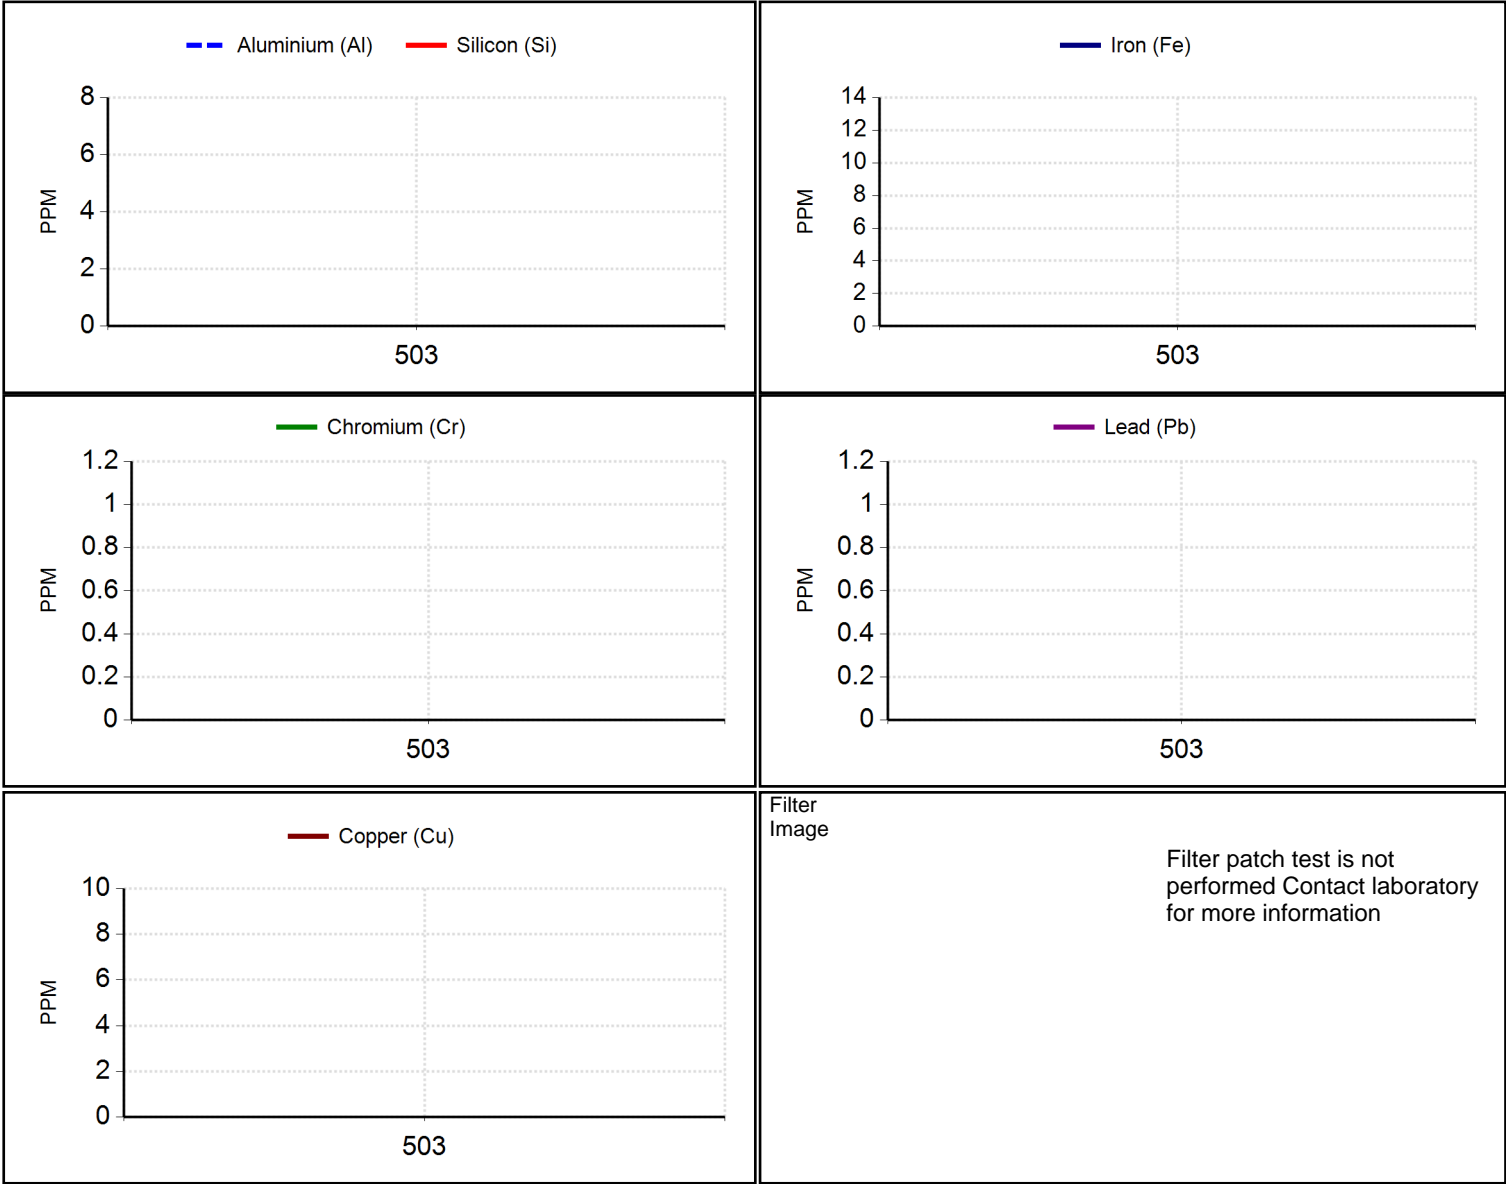 Aluminium (Al) Silicon (Si)
8
6
4
2
0
PPM
503
Iron (Fe)
14
12
10
8
6
4
2
0
PPM
503
Chromium (Cr)
1.2
1
0.8
0.6
0.4
0.2
0
PPM
503
Lead (Pb)
1.2
1
0.8
0.6
0.4
0.2
0
PPM
503
Copper (Cu)
10
8
6
4
2
0
PPM
503
Filter
Image
Filter patch test is not
performed Contact laboratory
for more information